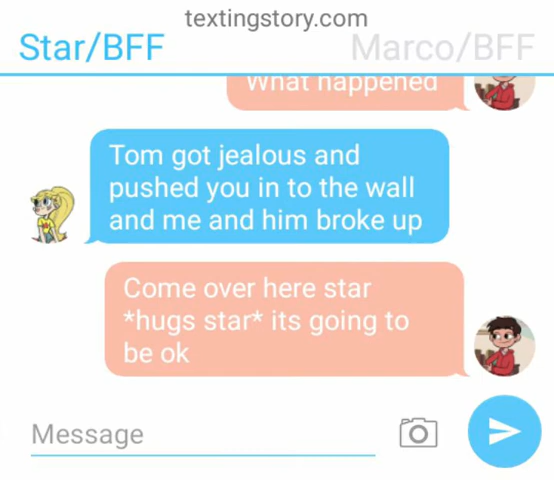 textingstory.com
Star/BFF
Marco/BFF
What happened
Tom got jealous and
pushed you in to the wall
and me and him broke up
Come over here star
*hugs star* its going to
be ok
Message